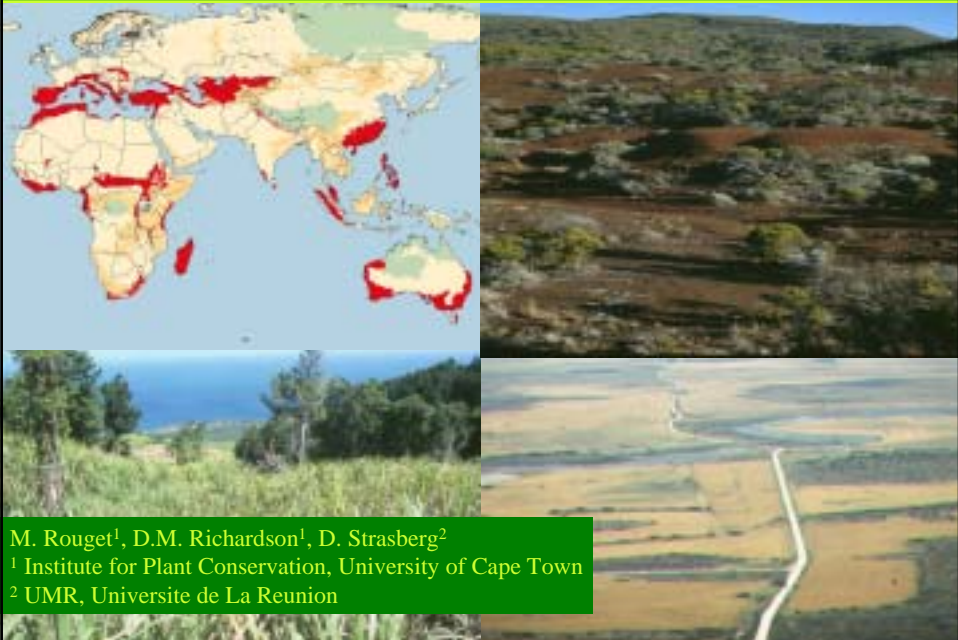 M. Rouget¹, D.M. Richardson¹, D. Strasberg²
¹ Institute for Plant Conservation, University of Cape Town
² UMR, Universite de La Reunion